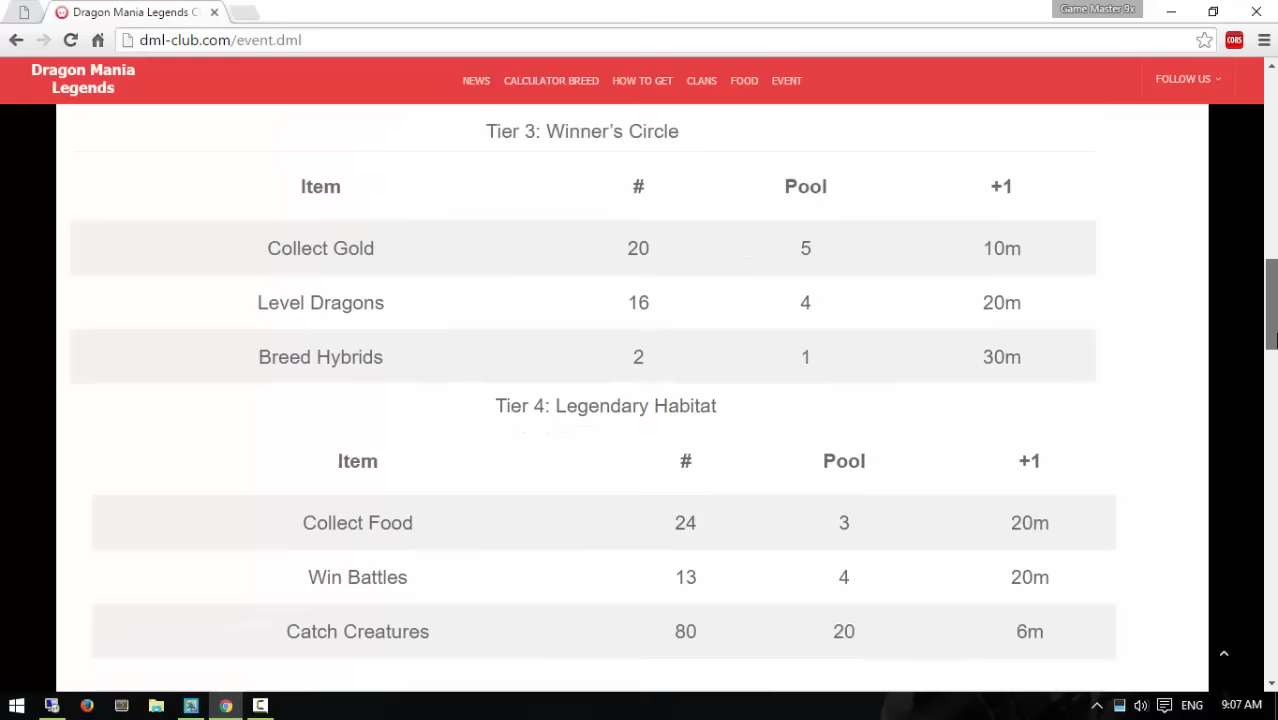 Dragon Mania Legends C
Game Master 9x
dml-club.com/event.dml
CORS
Dragon Mania
Legends
NEWS CALCULATOR BREED HOW TO GET CLANS FOOD EVENT
FOLLOW US
Tier 3: Winner's Circle
Item # Pool +1
Collect Gold 20 5 10m
Level Dragons 16 4 20m
Breed Hybrids 2 1 30m
Tier 4: Legendary Habitat
Item # Pool +1
Collect Food 24 3 20m
Win Battles 13 4 20m
Catch Creatures 80 20 6m
ENG 9:07 AM